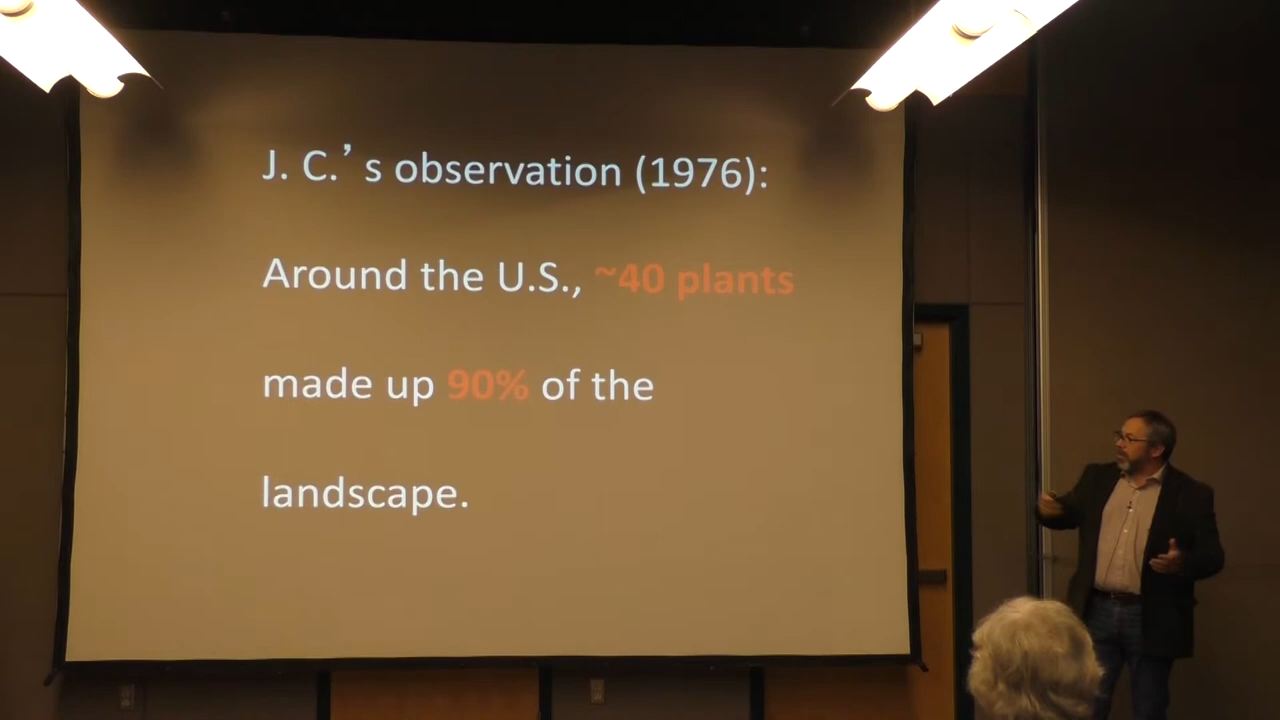 J. C.’s observation (1976):
Around the U.S., ~40 plants
made up 90% of the
landscape.